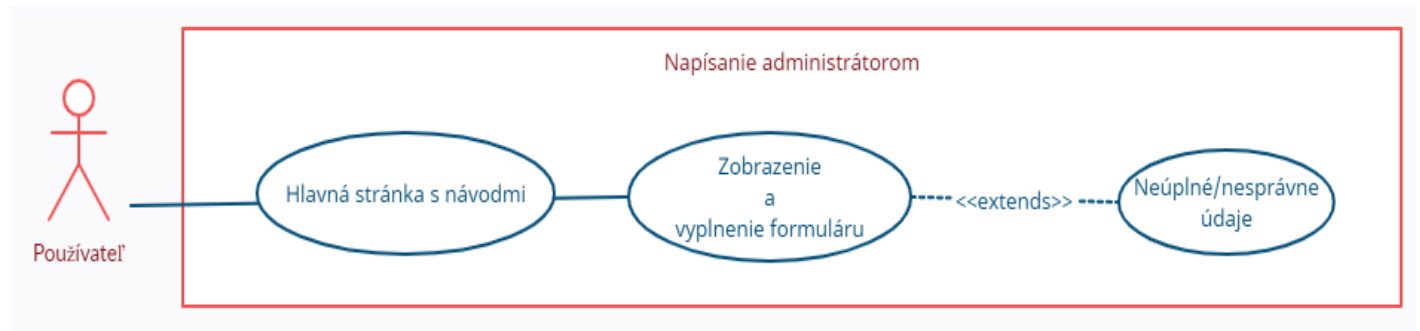 Napísanie administrátorom
Používateľ
Hlavná stránka s návodmi
Zobrazenie
a
vyplnenie formuláru
<<extends>>
Neúplné/nesprávne
údaje